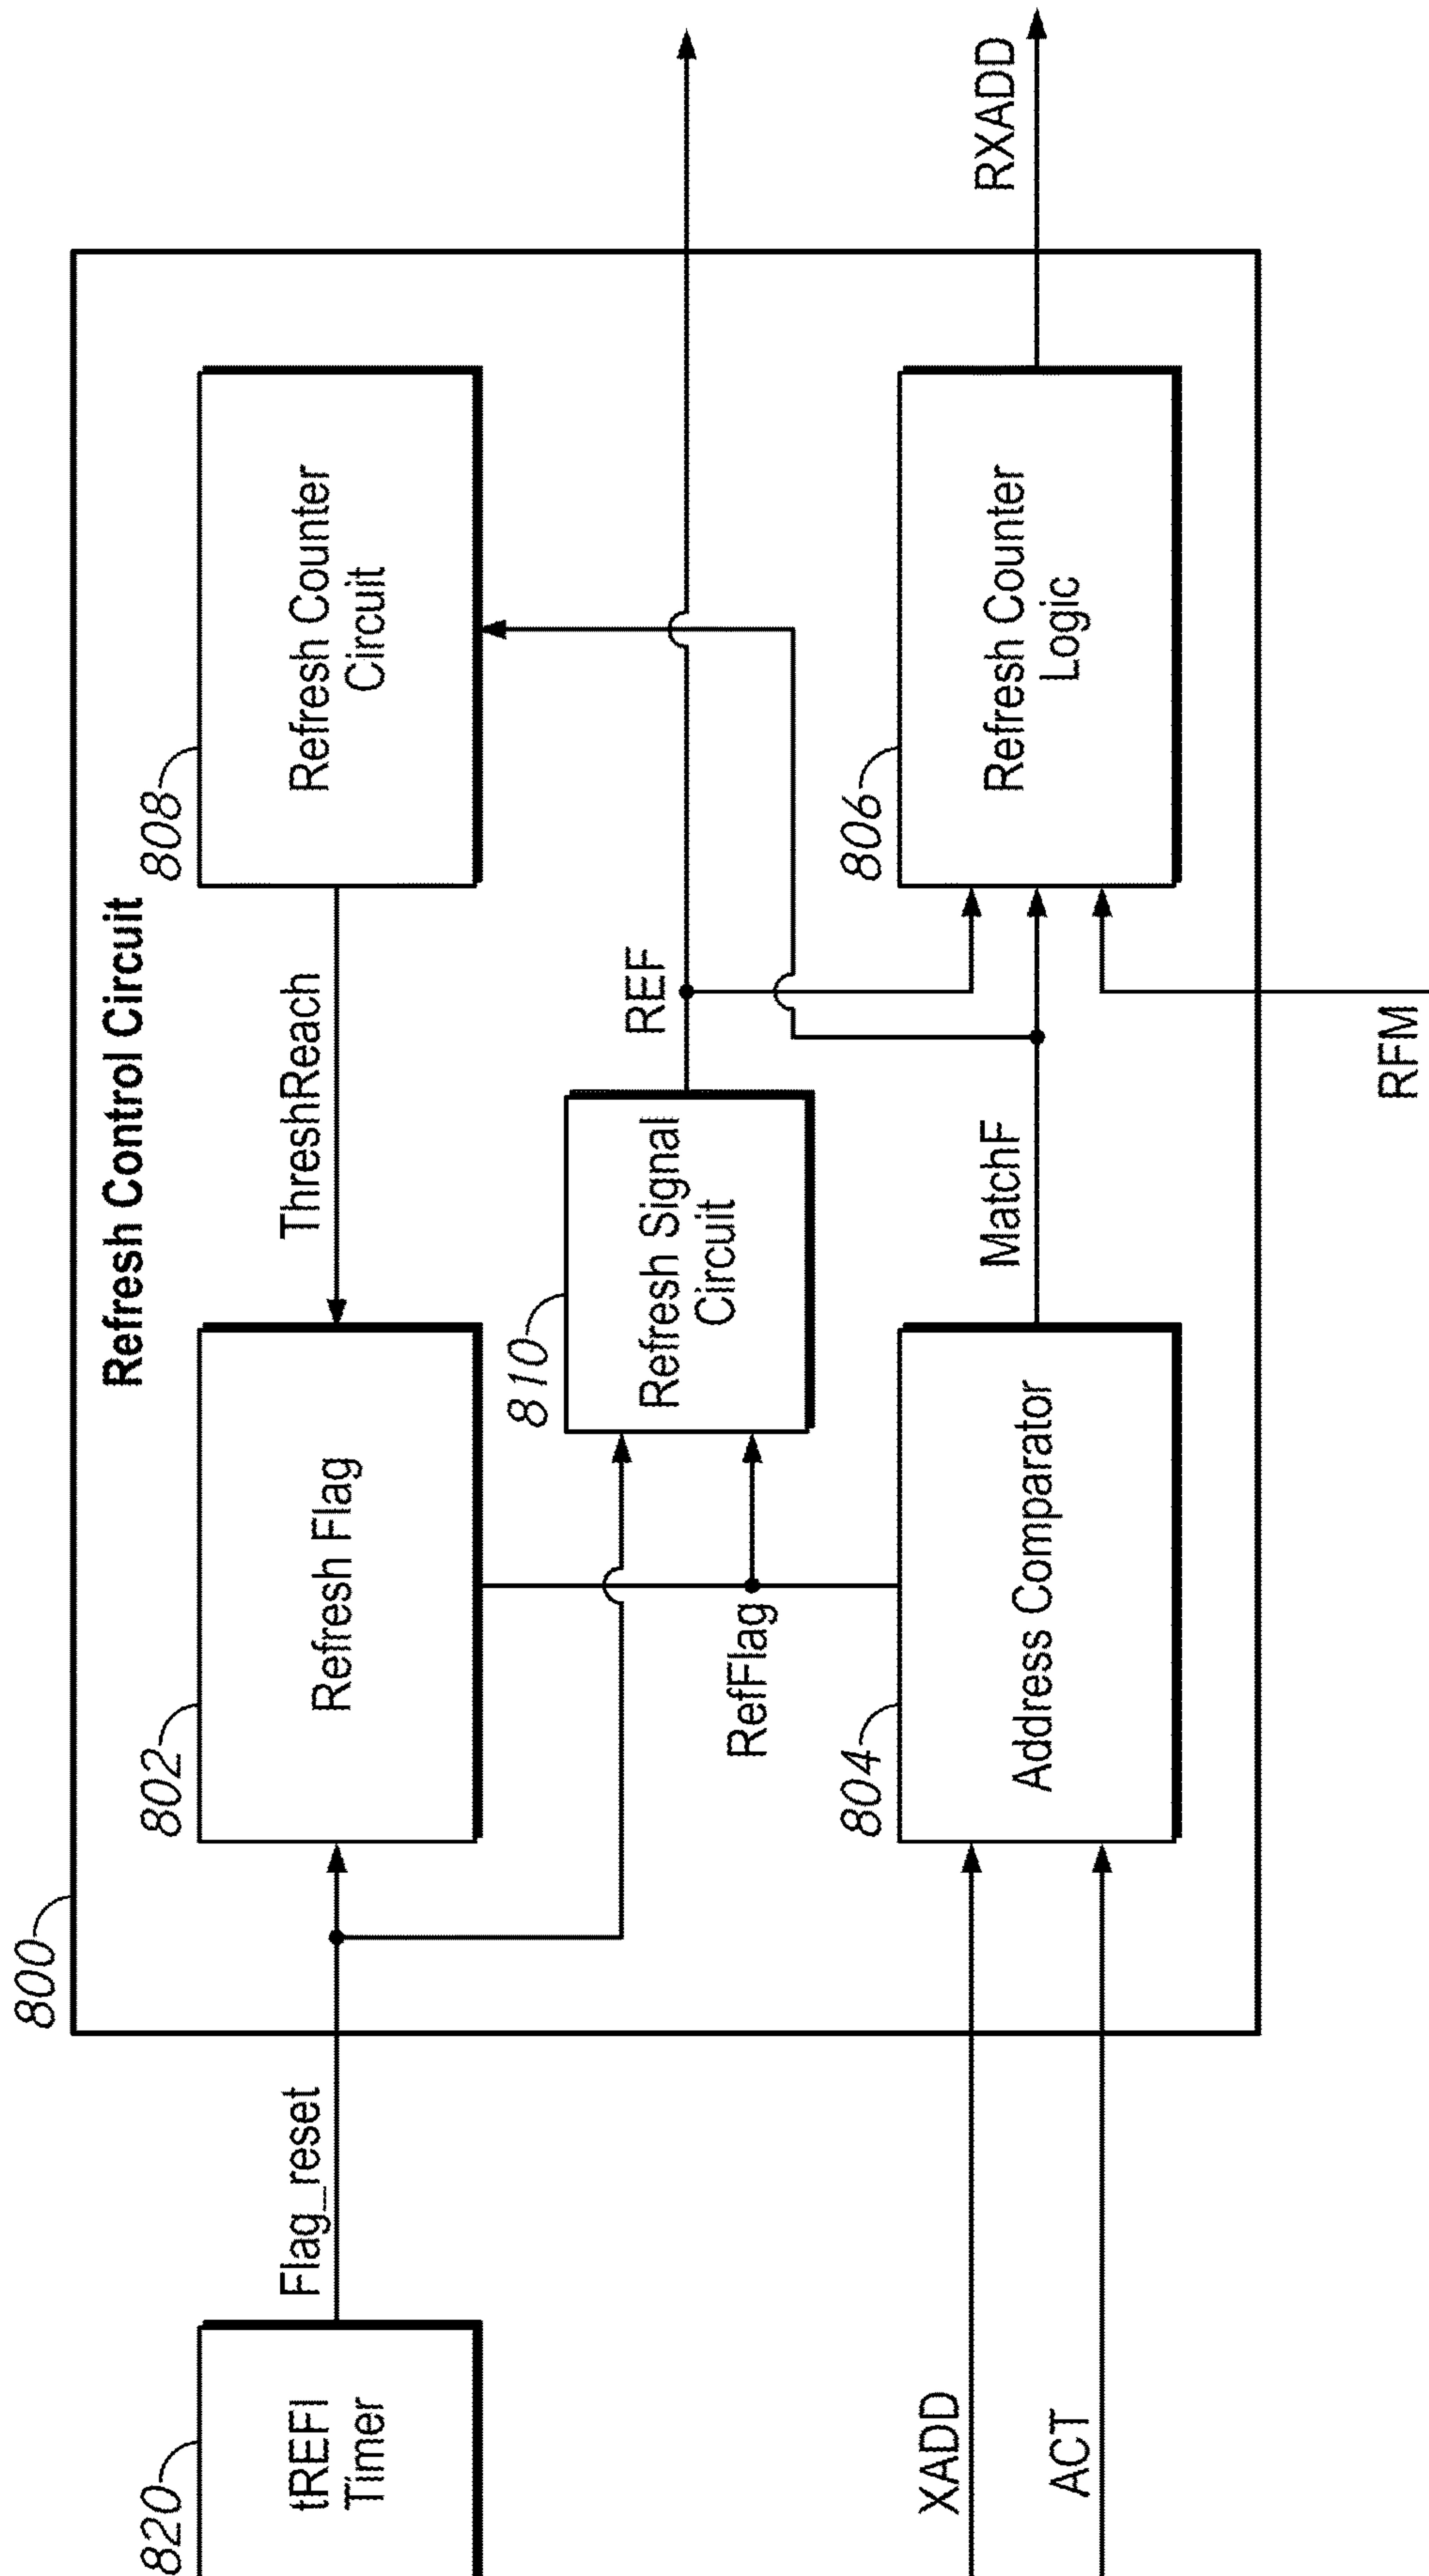 800
Refresh Control Circuit
820
tREFI
Timer
Flag_reset
802
Refresh Flag
ThreshReach
808
Refresh Counter
Circuit
810
Refresh Signal
Circuit
REF
RefFlag
804
Address Comparator
XADD
ACT
MatchF
806
Refresh Counter
Logic
RXADD
RFM